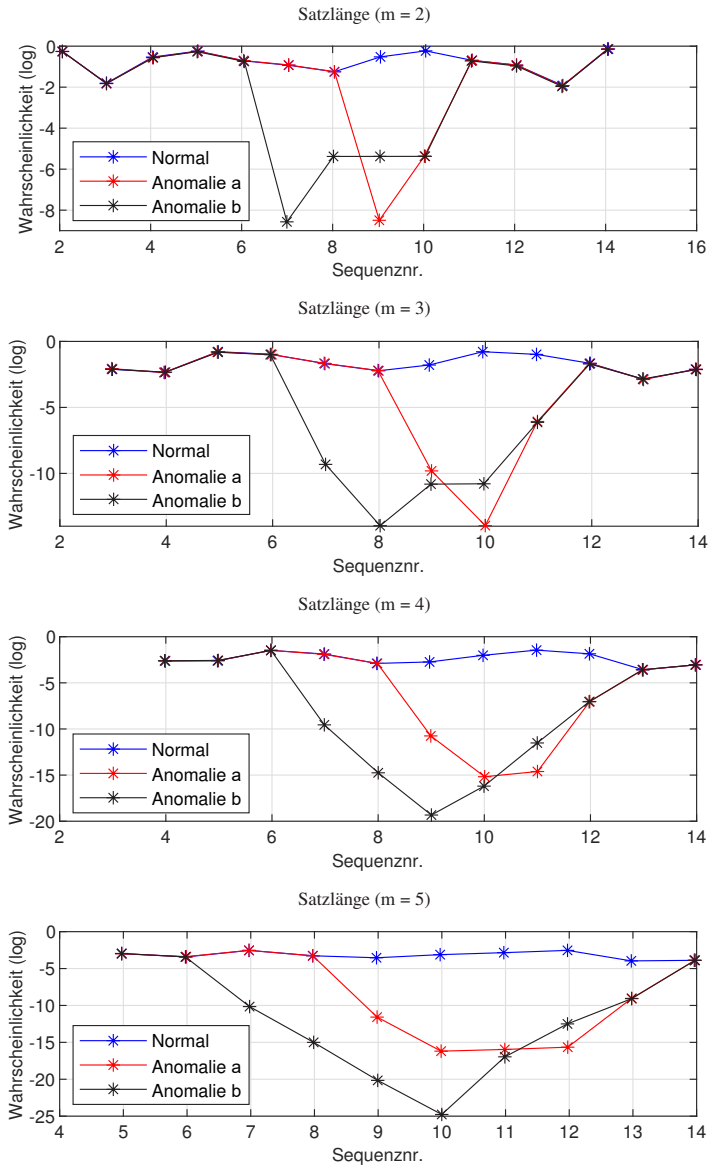 Satzlänge (m = 2)
Wahrscheinlichkeit (log)
0
-2
-4
-6
-8
Normal
Anomalie a
Anomalie b
2 4 6 8 10 12 14 16
Sequenznr.
Satzlänge (m = 3)
Wahrscheinlichkeit (log)
0
-5
-10
Normal
Anomalie a
Anomalie b
2 4 6 8 10 12 14
Sequenznr.
Satzlänge (m = 4)
Wahrscheinlichkeit (log)
0
-5
-10
-15
-20
Normal
Anomalie a
Anomalie b
2 4 6 8 10 12 14
Sequenznr.
Satzlänge (m = 5)
Wahrscheinlichkeit (log)
0
-5
-10
-15
-20
-25
Normal
Anomalie a
Anomalie b
4 5 6 7 8 9 10 11 12 13 14
Sequenznr.